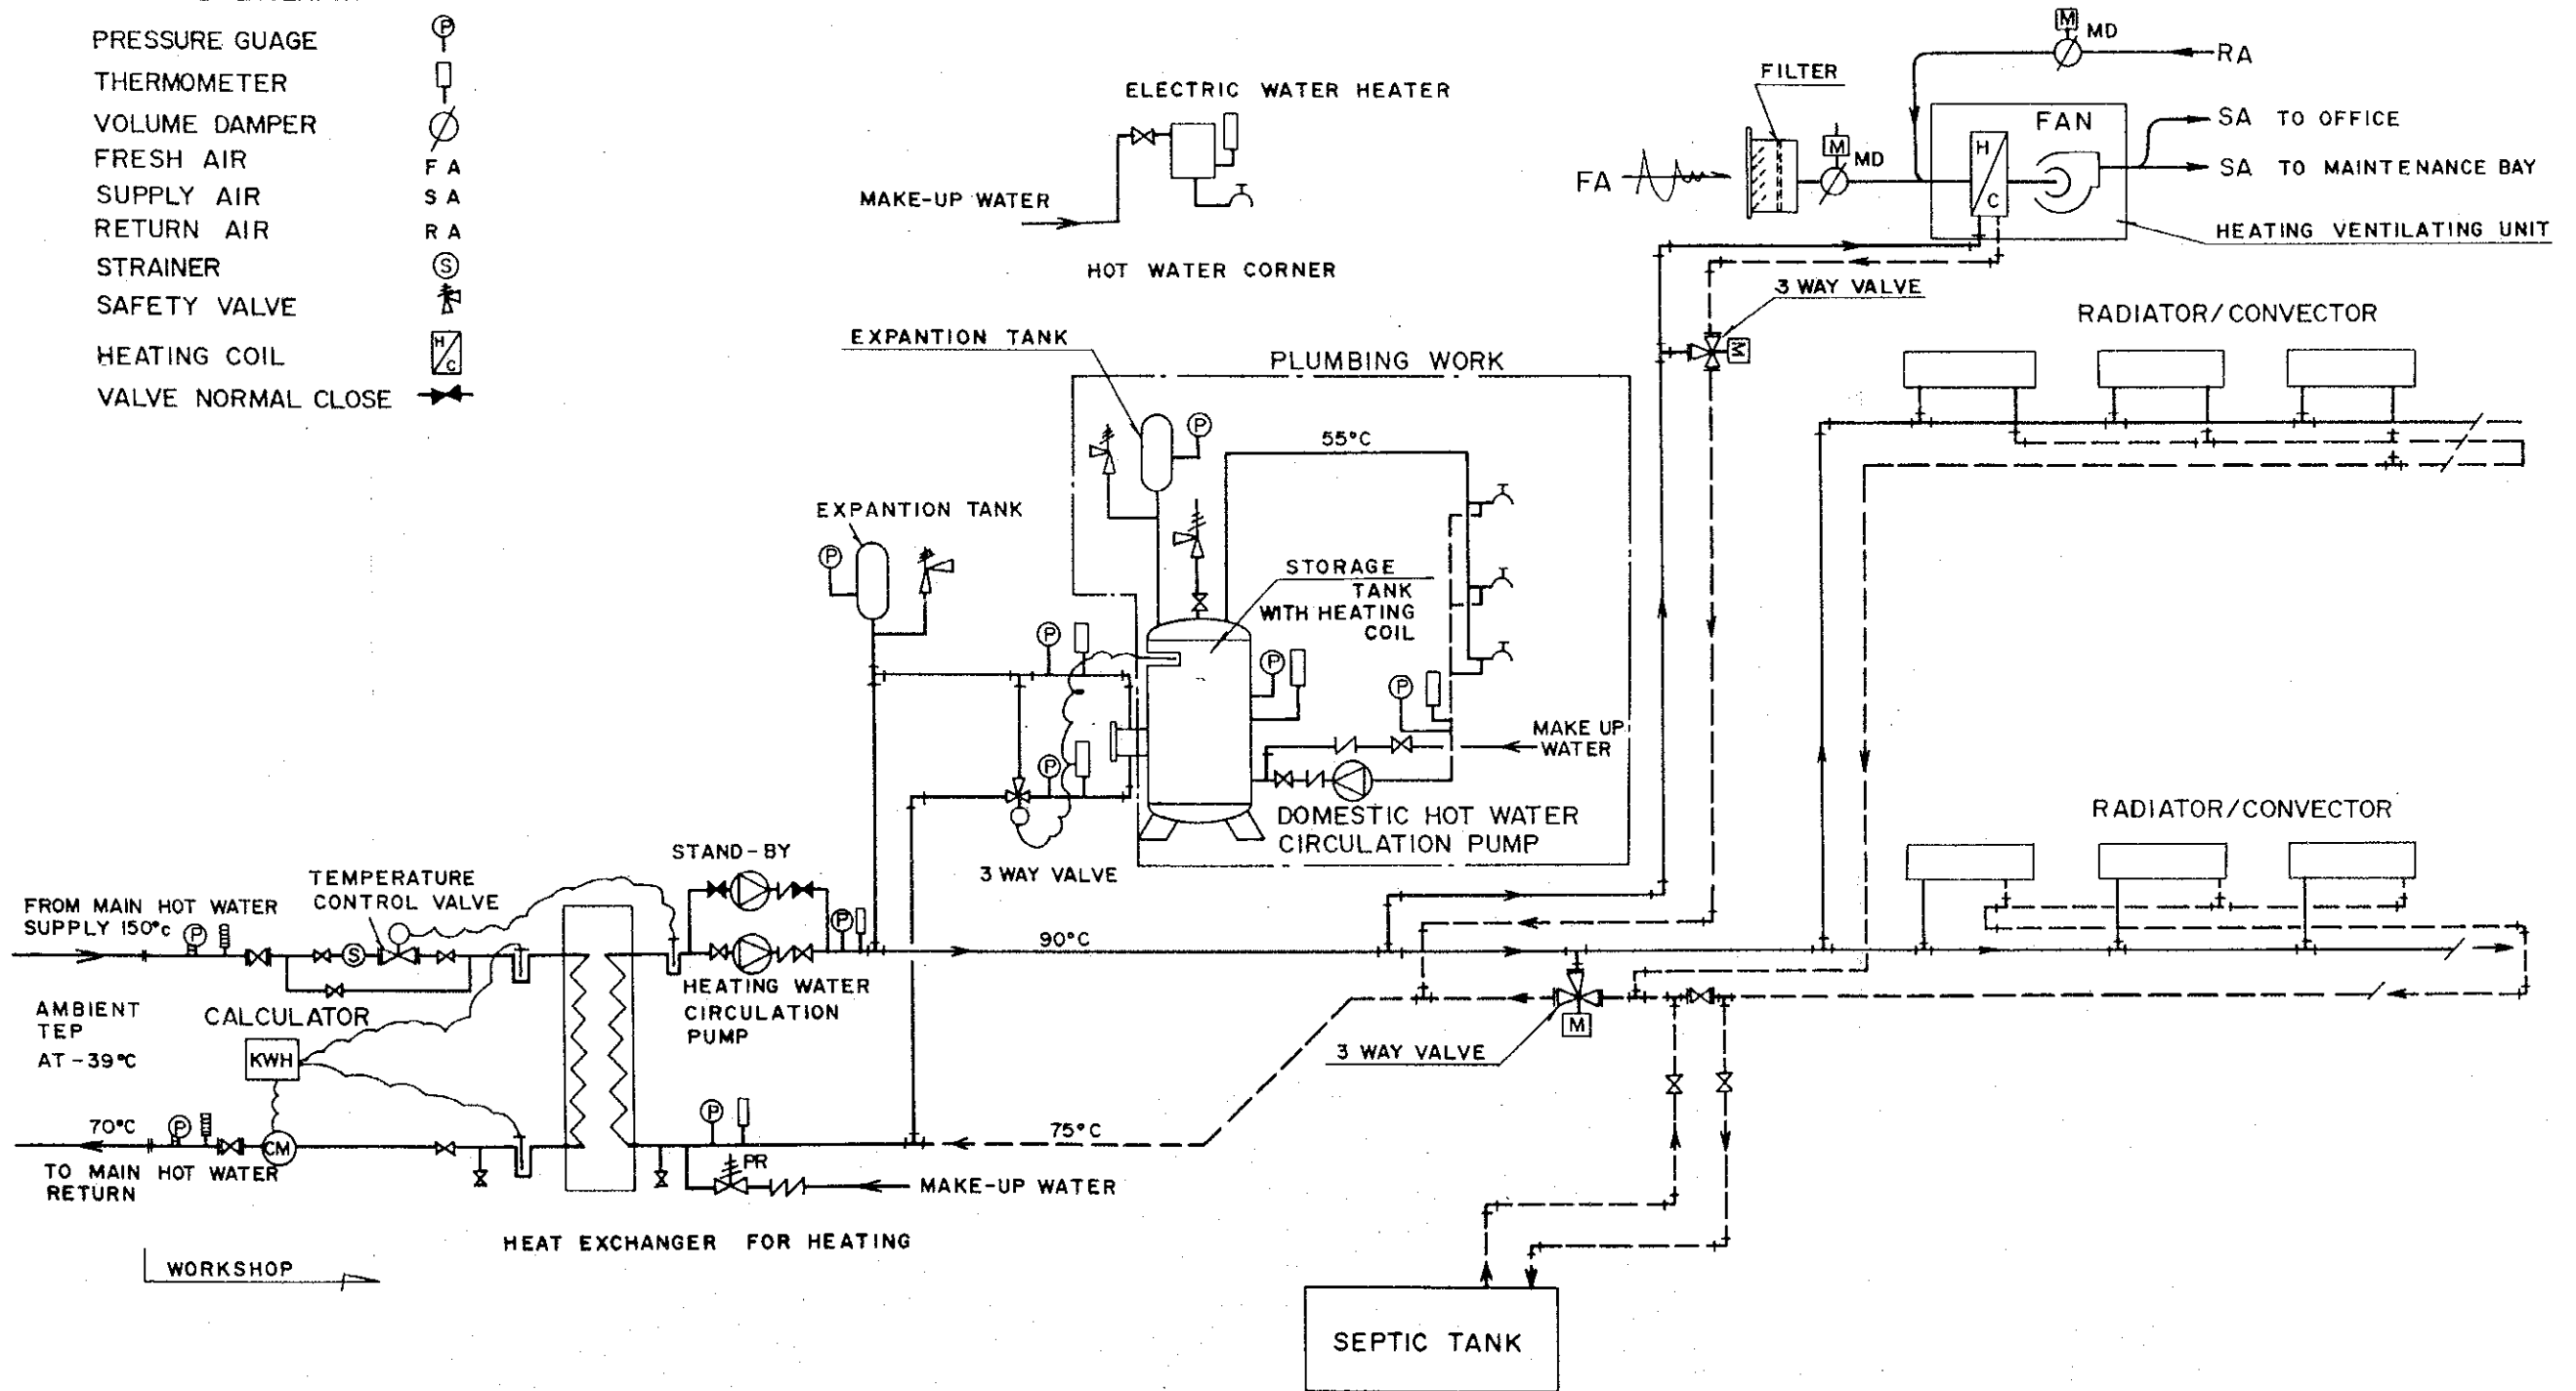 PRESSURE GUAGE P
THERMOMETER
VOLUME DAMPER
FRESH AIR F A
SUPPLY AIR S A
RETURN AIR R A
STRAINER S
SAFETY VALVE
HEATING COIL H/C
VALVE NORMAL CLOSE
ELECTRIC WATER HEATER
MAKE-UP WATER
HOT WATER CORNER
M
MD
RA
FILTER
M
MD
FA
FAN
H
C
SA TO OFFICE
SA TO MAINTENANCE BAY
HEATING VENTILATING UNIT
3 WAY VALVE
M
RADIATOR/CONVECTOR
EXPANTION TANK
PLUMBING WORK
P
55°C
EXPANTION TANK
P
STORAGE
TANK
WITH HEATING
COIL
P
P
P
MAKE UP
WATER
P
DOMESTIC HOT WATER
CIRCULATION PUMP
3 WAY VALVE
RADIATOR/CONVECTOR
STAND-BY
TEMPERATURE
CONTROL VALVE
FROM MAIN HOT WATER
SUPPLY 150°c
P
S
P
90°C
HEATING WATER
CIRCULATION
PUMP
AMBIENT
TEP
AT -39°C
CALCULATOR
KWH
M
3 WAY VALVE
70°C
P
CM
TO MAIN HOT WATER
RETURN
P
PR
75°C
MAKE-UP WATER
HEAT EXCHANGER FOR HEATING
WORKSHOP
SEPTIC TANK